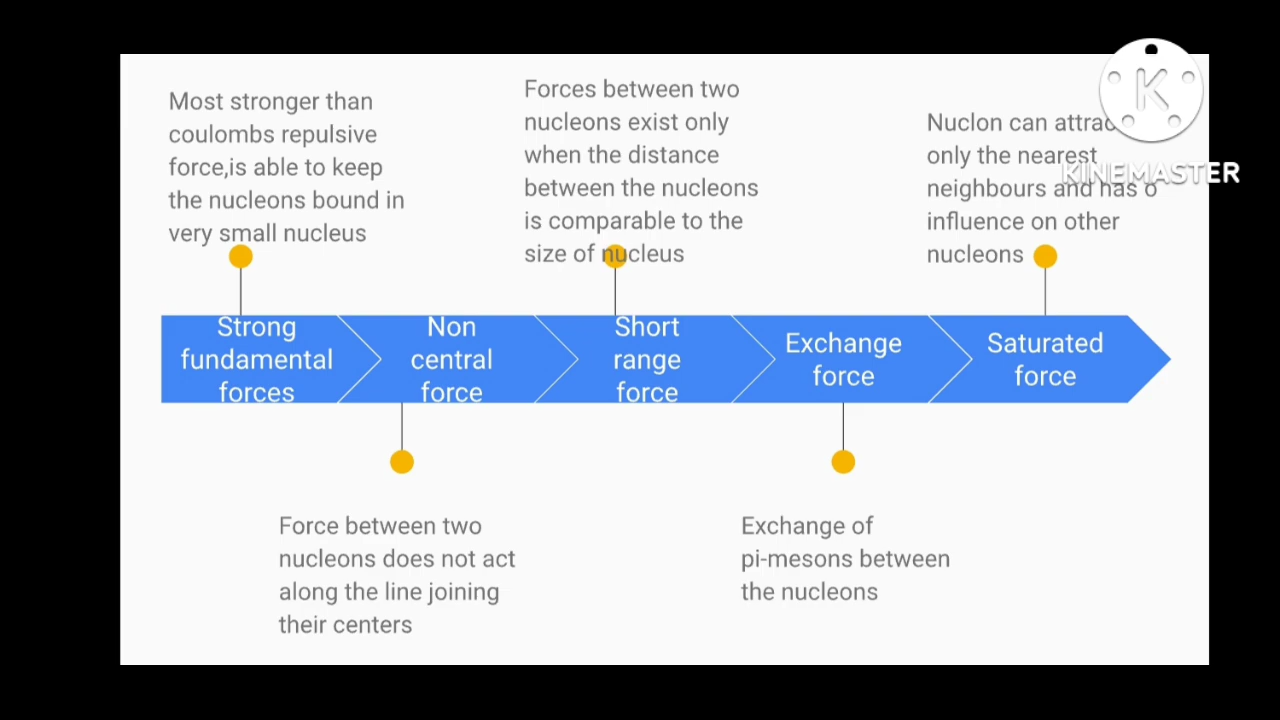 Most stronger than
coulombs repulsive
force,is able to keep
the nucleons bound in
very small nucleus
Forces between two
nucleons exist only
when the distance
between the nucleons
is comparable to the
size of nucleus
Nuclon can attrac
only the nearest
neighbours and has o
influence on other
nucleons
K
KINEMASTER
Strong
fundamental
forces
Non
central
force
Short
range
force
Exchange
force
Saturated
force
Force between two
nucleons does not act
along the line joining
their centers
Exchange of
pi-mesons between
the nucleons